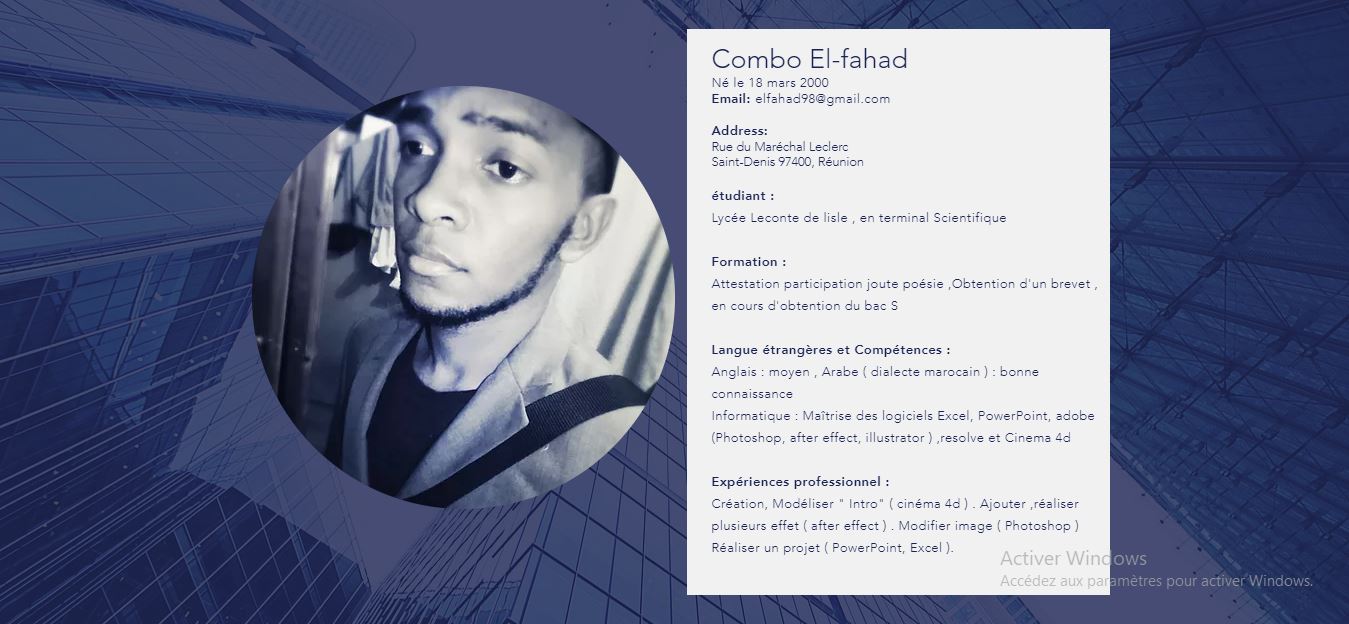 Combo El-fahad
Né le 18 mars 2000
Email: elfahad98@gmail.com
Address:
Rue du Maréchal Leclerc
Saint-Denis 97400, Réunion
étudiant :
Lycée Leconte de lisle , en terminal Scientifique
Formation :
Attestation participation joute poésie ,Obtention d'un brevet ,
en cours d'obtention du bac S
Langue étrangères et Compétences :
Anglais : moyen , Arabe ( dialecte marocain ) : bonne
connaissance
Informatique : Maîtrise des logiciels Excel, PowerPoint, adobe
(Photoshop, after effect, illustrator ) ,resolve et Cinema 4d
Expériences professionnel :
Création, Modéliser " Intro" ( cinéma 4d ) . Ajouter ,réaliser
plusieurs effet ( after effect ) . Modifier image ( Photoshop )
Réaliser un projet ( PowerPoint, Excel ).
Activer Windows
Accédez aux paramètres pour activer Windows.